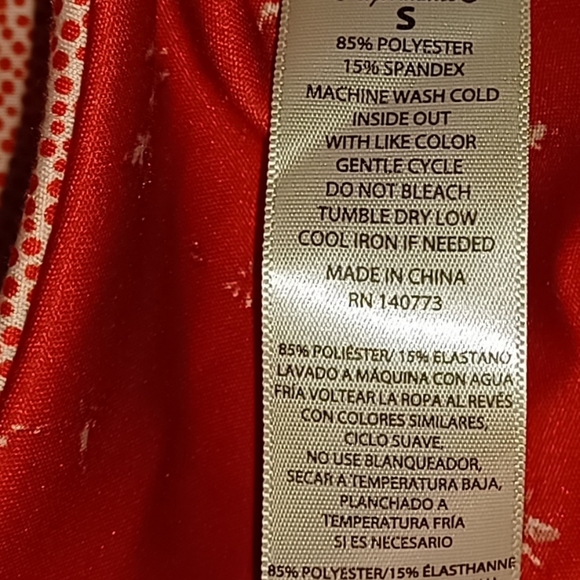 S
85% POLYESTER
15% SPANDEX
MACHINE WASH COLD
INSIDE OUT
WITH LIKE COLOR
GENTLE CYCLE
DO NOT BLEACH
TUMBLE DRY LOW
COOL IRON IF NEEDED
MADE IN CHINA
RN 140773
85% POLIÉSTER/ 15% ELASTANO
LAVADO A MÁQUINA CON AGUA
FRÍA VOLTEAR LA ROPA AL REVÉS
CON COLORES SIMILARES,
CICLO SUAVE,
NO USE BLANQUEADOR,
SECAR A TEMPERATURA BAJA,
PLANCHADO A
TEMPERATURA FRÍA
SI ES NECESARIO
85% POLYESTER/15% ÉLASTHANNE